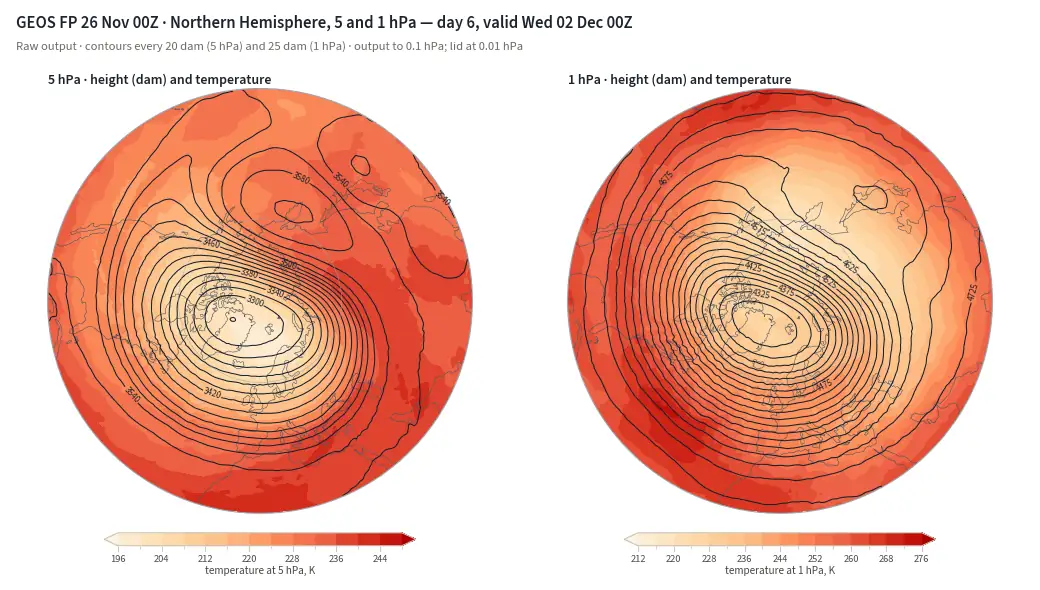 GEOS FP 26 Nov 00Z · Northern Hemisphere, 5 and 1 hPa — day 6, valid Wed 02 Dec 00Z
Raw output · contours every 20 dam (5 hPa) and 25 dam (1 hPa) · output to 0.1 hPa; lid at 0.01 hPa
5 hPa · height (dam) and temperature
1 hPa · height (dam) and temperature
3580
3540
3540
3460
3500
3380
3340
3300
3420
3540
4675
4575
4625
4425
4525
4375
4325
4725
4475
196 204 212 220 228 236 244
temperature at 5 hPa, K
212 220 228 236 244 252 260 268 276
temperature at 1 hPa, K